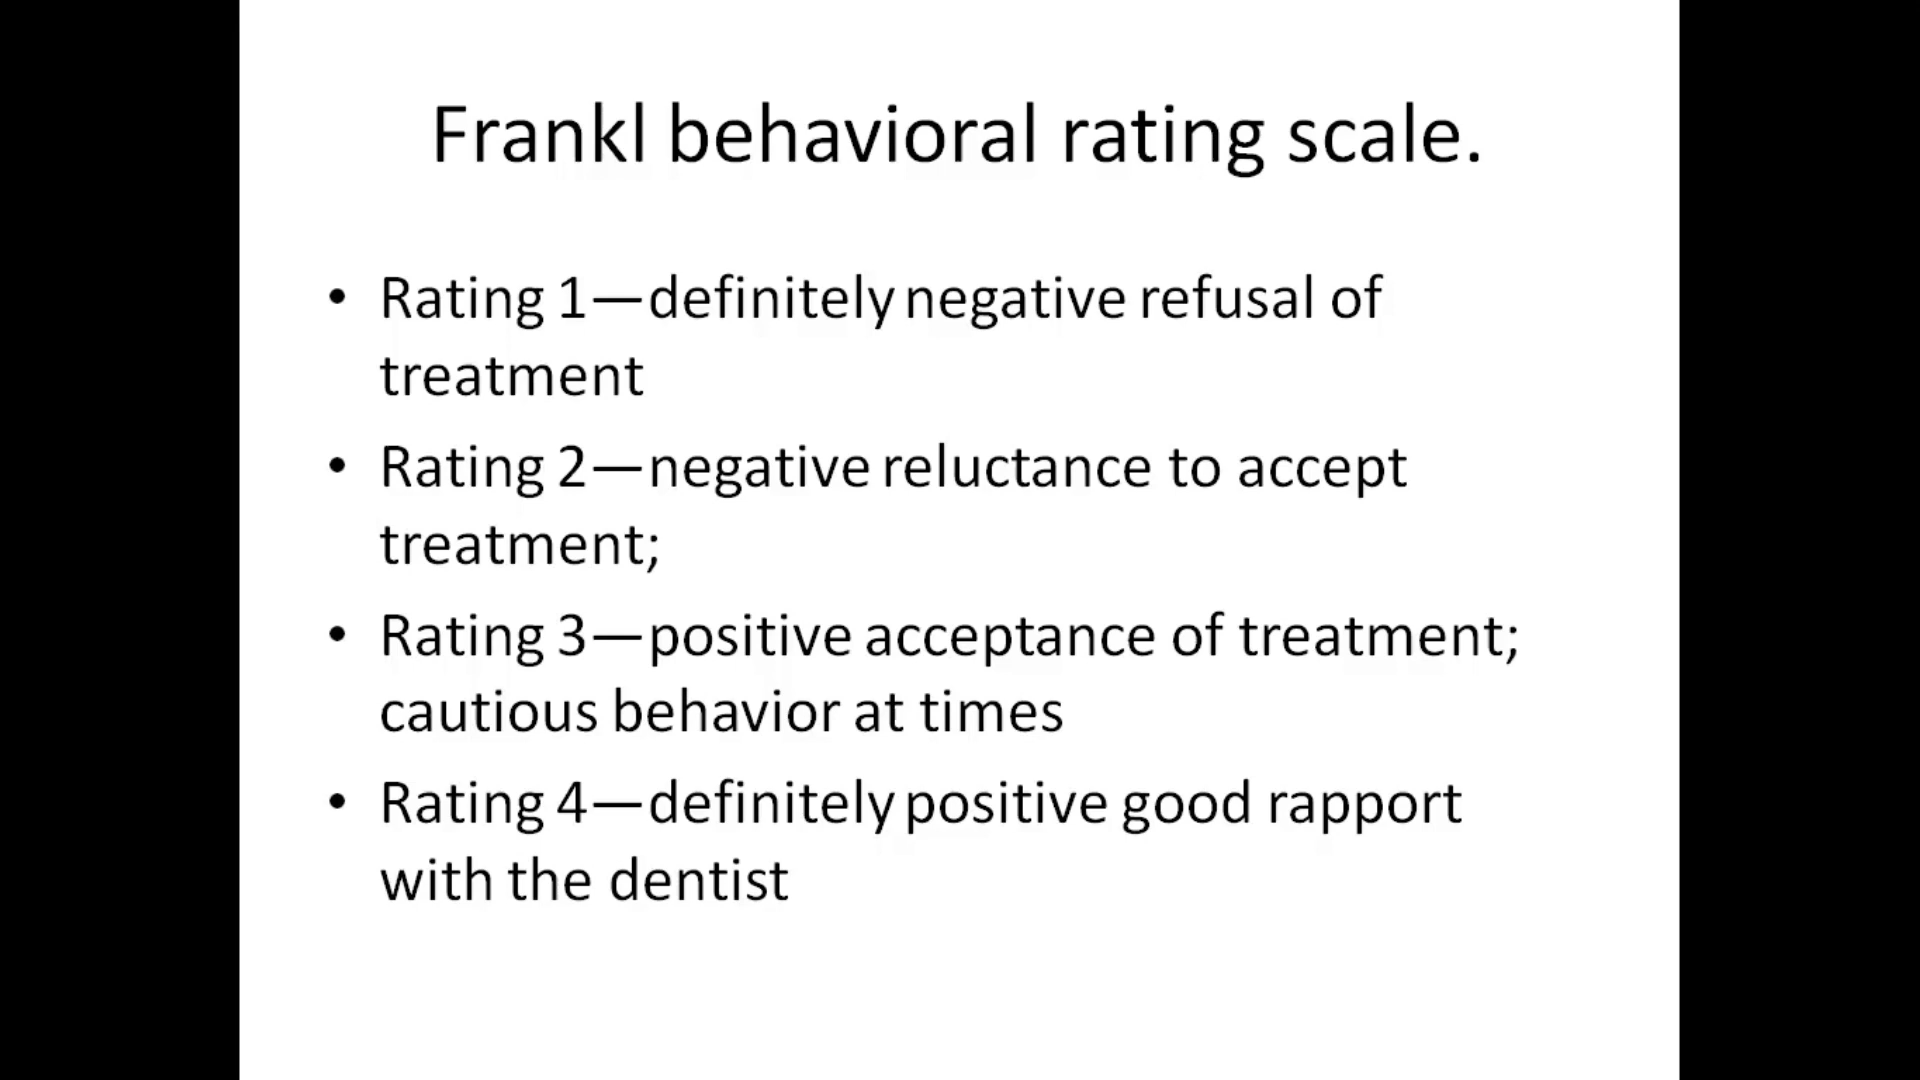 Frankl behavioral rating scale.
• Rating 1—definitely negative refusal of
treatment
• Rating 2—negative reluctance to accept
treatment;
• Rating 3—positive acceptance of treatment;
cautious behavior at times
• Rating 4—definitely positive good rapport
with the dentist